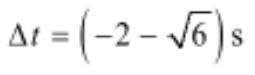 Δt = (-2 - √6) s